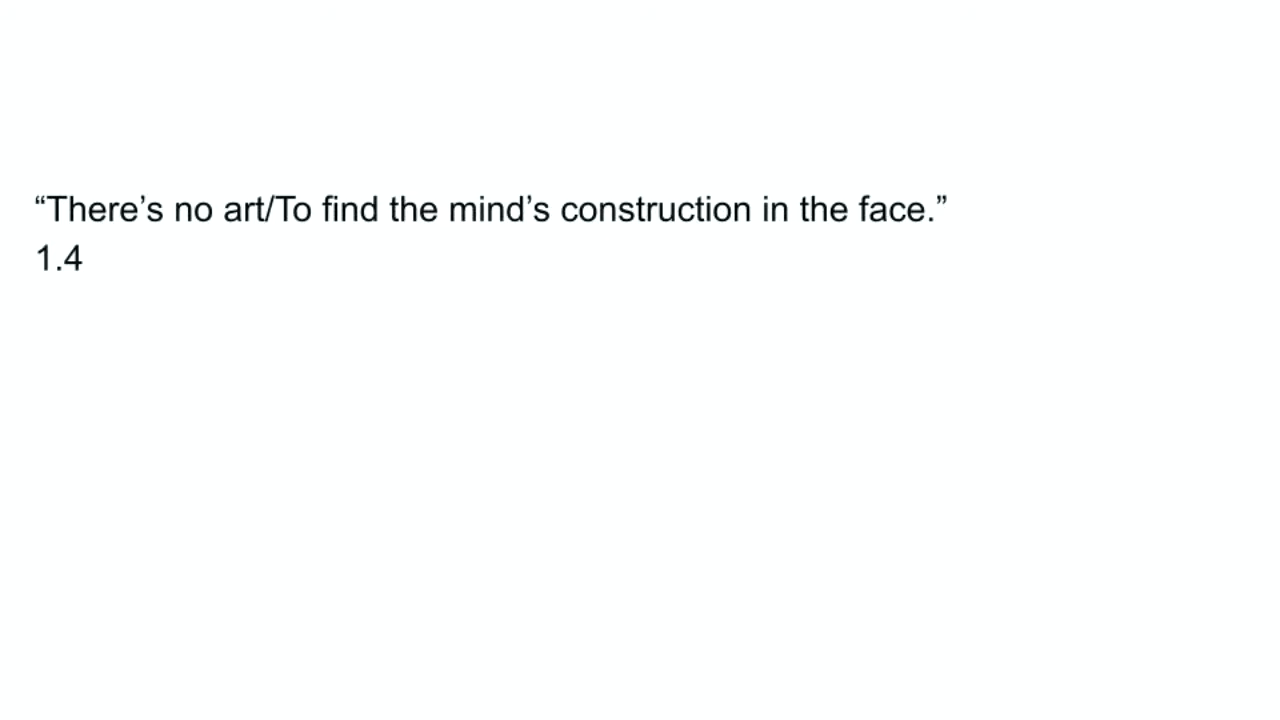 “There’s no art/To find the mind’s construction in the face.”
1.4